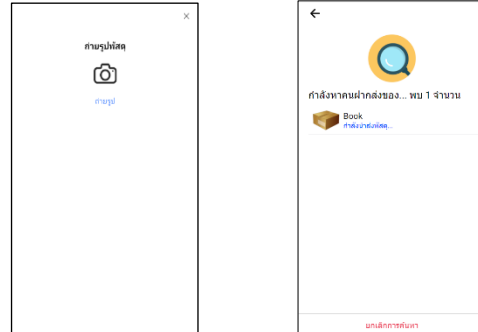 ถ่ายรูปพัสดุ
ถ่ายรูป
กำลังหาคนฝากส่งของ... พบ 1 จำนวน
Book
กำลังนำส่งพัสดุ...
ยกเลิกการค้นหา